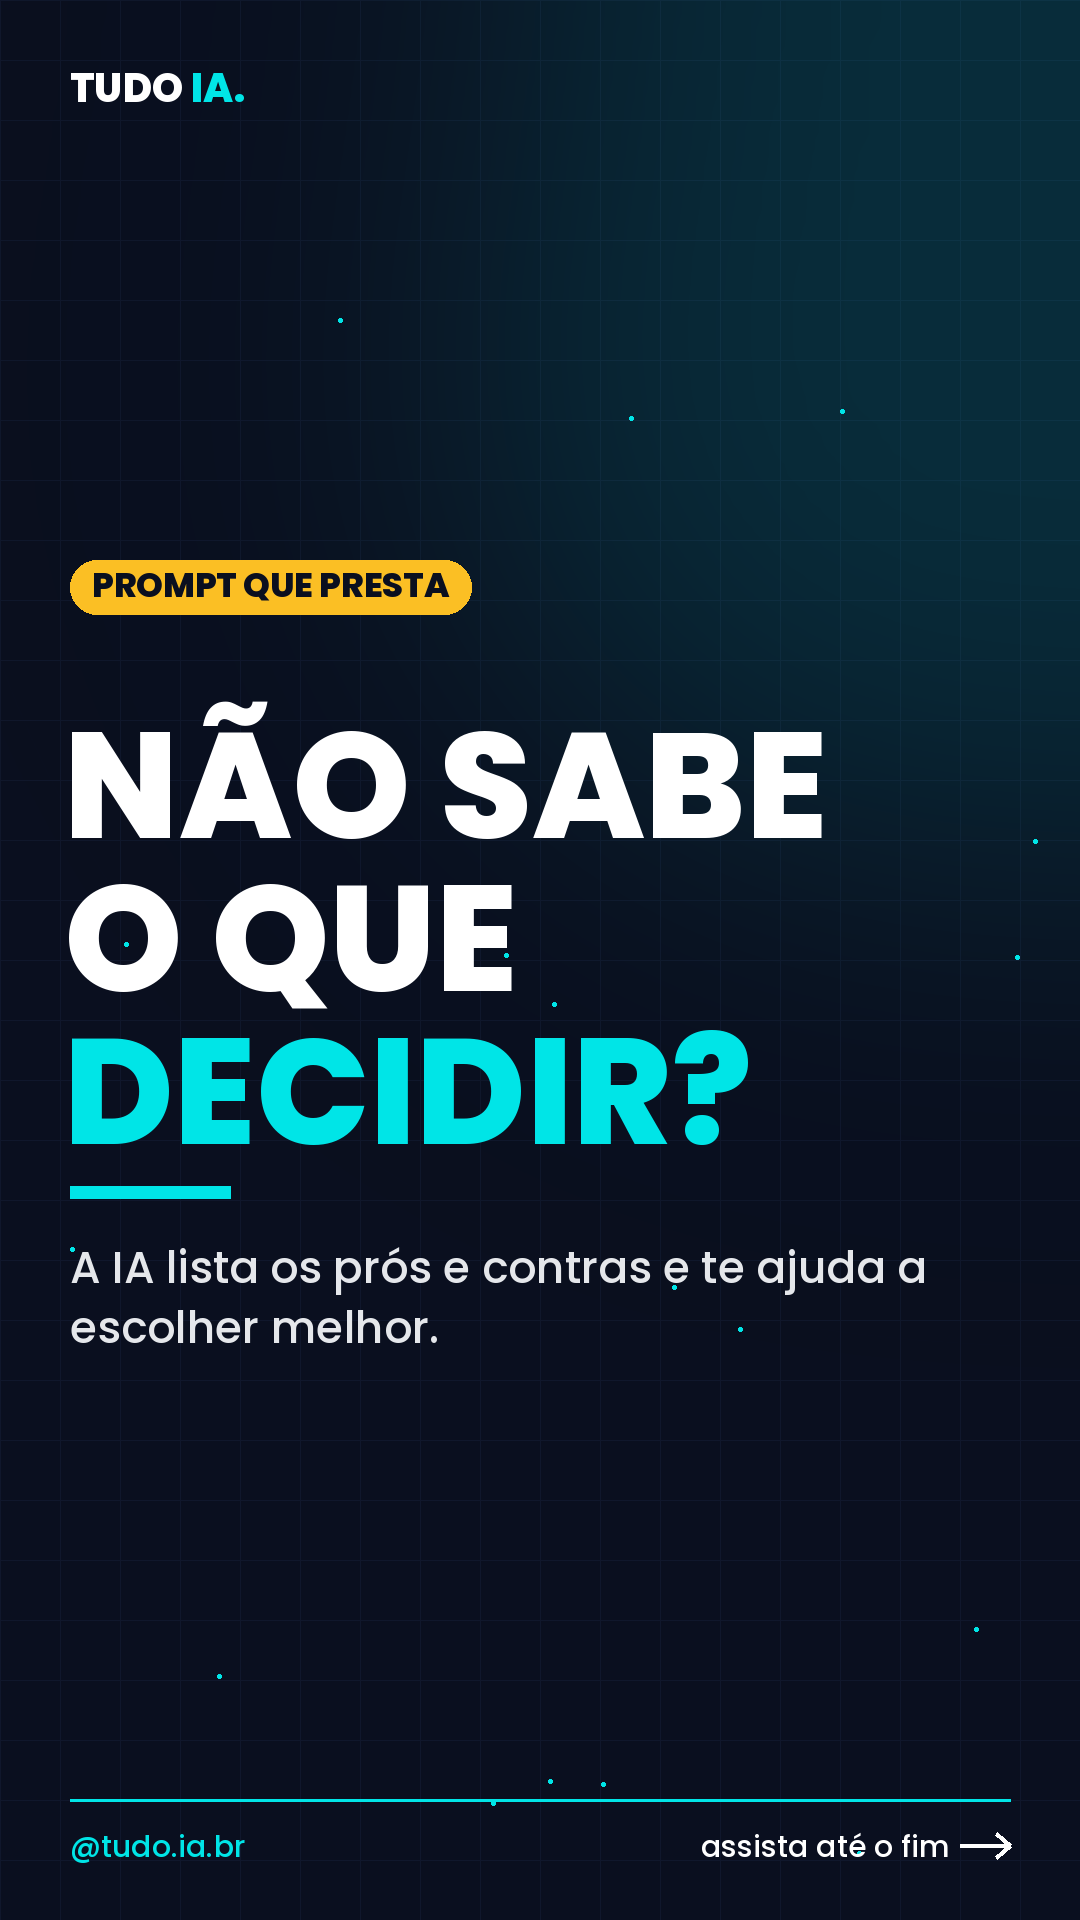 TUDO IA.
PROMPT QUE PRESTA
NÃO SABE
O QUE
DECIDIR?
A IA lista os prós e contras e te ajuda a
escolher melhor.
@tudo.ia.br
assista até o fim